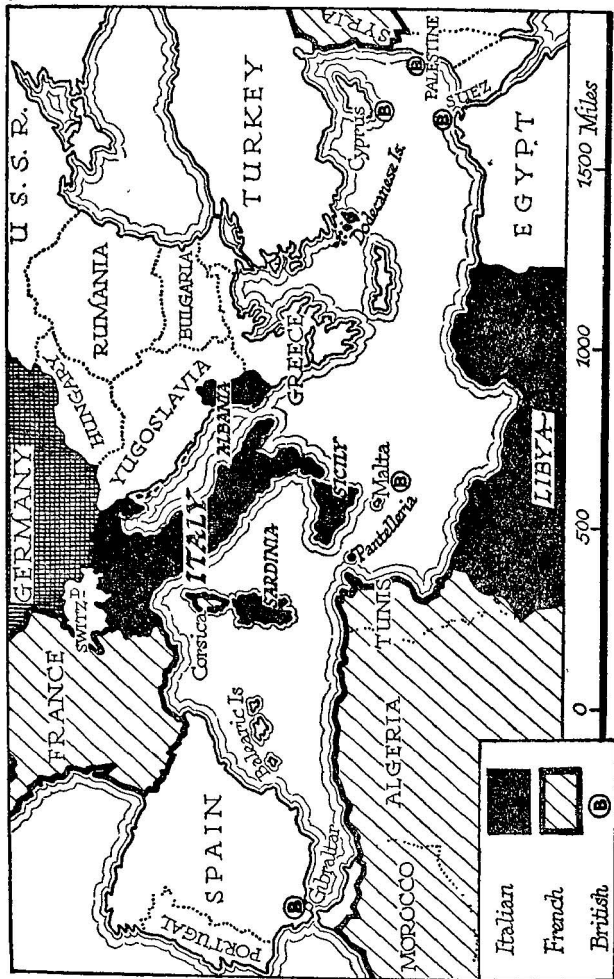 U. S. S. R.
GERMANY
HUNGARY
RUMANIA
FRANCE
SWITZD
YUGOSLAVIA
BULGARIA
TURKEY
SYRIA
ITALY
ALBANIA
GREECE
Corsica
SARDINIA
SICILY
SPAIN
PORTUGAL
Balearic Is
Gibraltar
B
Malta
B
Pantalleria
Dodecanese Is.
Cyprus
B
B
PALESTINE
SUEZ
B
MOROCCO
ALGERIA
TUNIS
LIBYA
EGYPT
Italian
French
British B
0 500 1000 1500 Miles